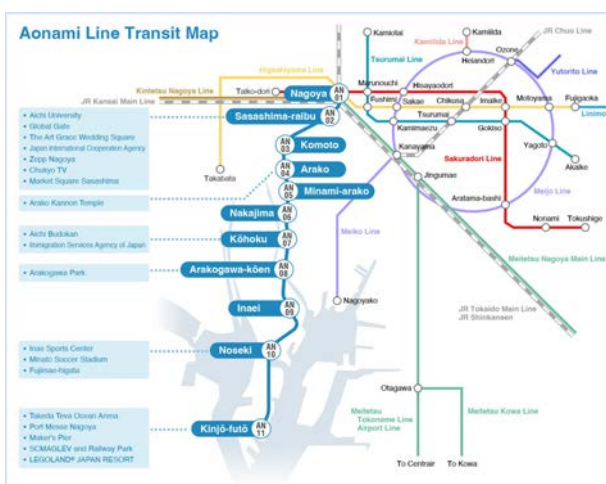 Aonami Line Transit Map
Kamiotai
Kamiiida
JR Chuo Line
Kamiiida Line
Ozone
Tsurumai Line
Heiandori
Yutorito Line
Higashiyama Line
Kintetsu Nagoya Line
JR Kansai Main Line
Taiko-dori
Nagoya
AN 01
Marunouchi
Hisayaodori
Fushimi
Sakae
Chikusa
Imaike
Motoyama
Fujigaoka
Linimo
Aichi University
Global Gate
The Art Grace Wedding Square
Japan International Cooperation Agency
Zepp Nagoya
Chukyo TV
Market Square Sasashima
Sasashima-raibu
AN 02
Kamimaezu
Tsurumai
Gokiso
Yagoto
Akaike
Komoto
AN 03
Kanayama
Sakuradori Line
Takabata
Arako
AN 04
Jingumae
Arako Kannon Temple
Minami-arako
AN 05
Meijo Line
Aratama-bashi
Nakajima
AN 06
Meiko Line
Nonami
Tokushige
Aichi Budokan
Immigration Services Agency of Japan
Kōhoku
AN 07
Meitetsu Nagoya Main Line
Arakogawa Park
Arakogawa-kōen
AN 08
Nagoyako
Inaei
AN 09
JR Tokaido Main Line
JR Shinkansen
Inae Sports Center
Minato Soccer Stadium
Fujimae-higata
Noseki
AN 10
Otagawa
Meitetsu
Tokoname Line
Airport Line
Meitetsu Kowa Line
Takeda Teva Ocean Arena
Port Messe Nagoya
Maker's Pier
SCMAGLEV and Railway Park
LEGOLAND® JAPAN RESORT
Kinjō-futō
AN 11
To Centrair
To Kowa